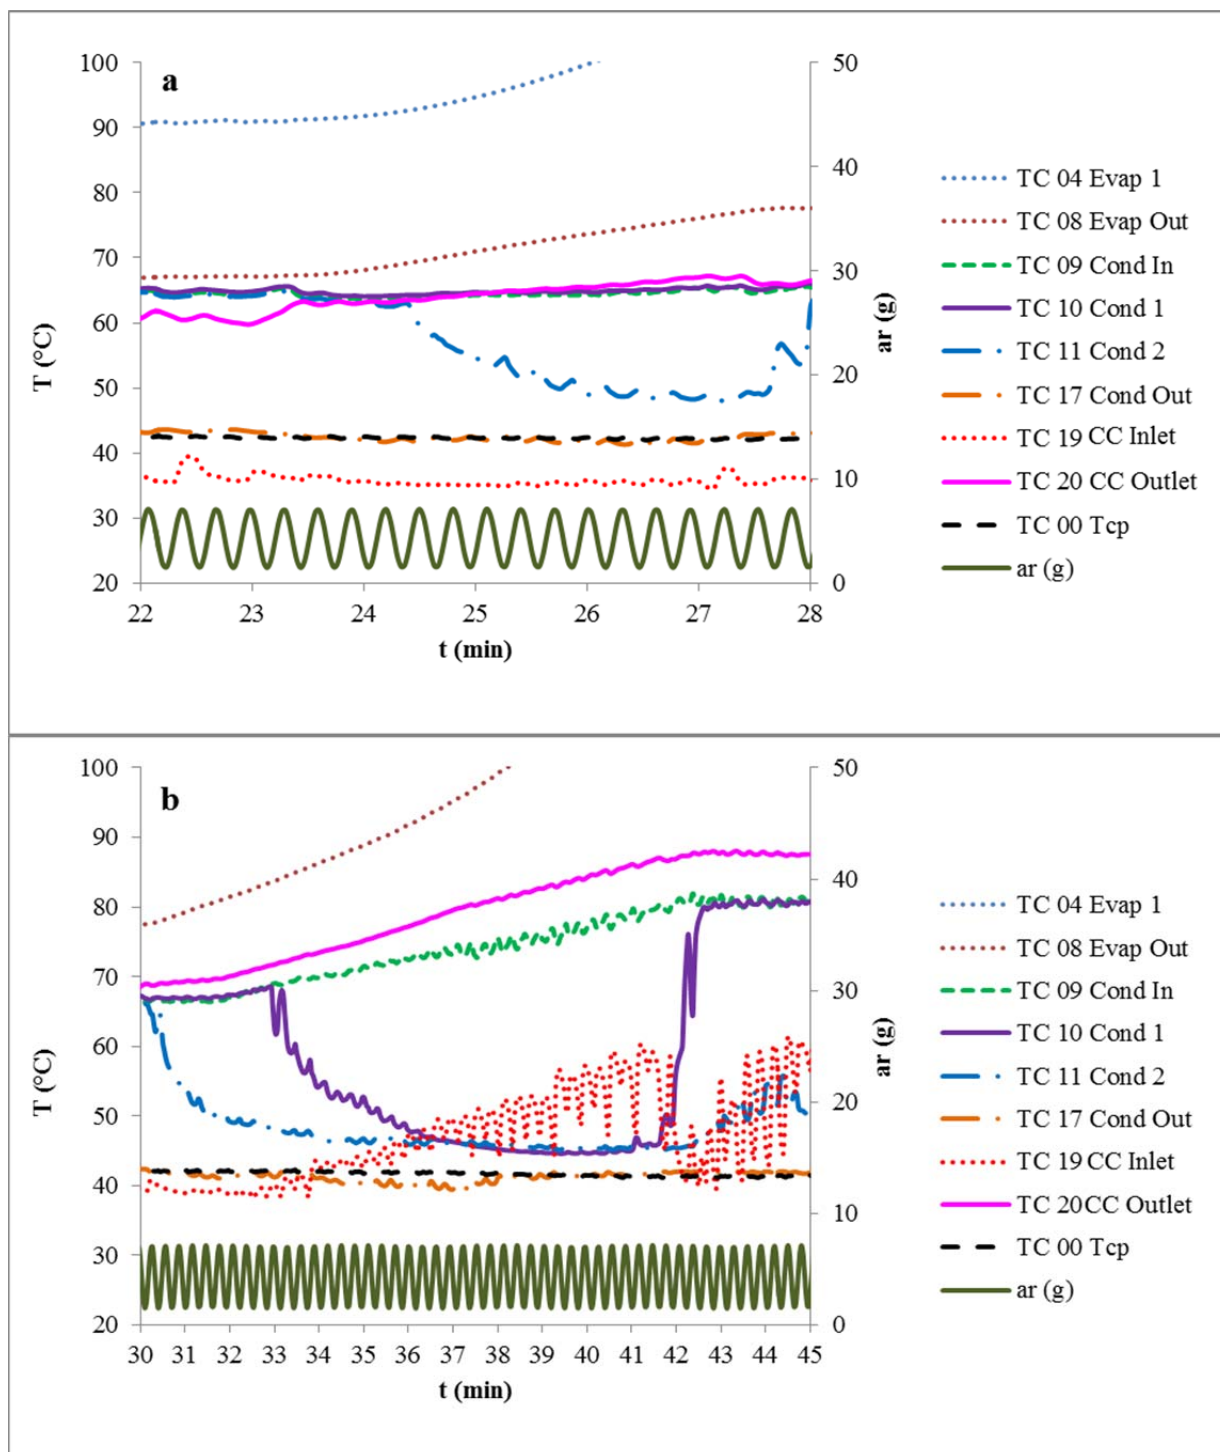 a
100
90
80
70
60
50
40
30
20
T (°C)
50
40
30
20
10
0
ar (g)
22 23 24 25 26 27 28
t (min)
TC 04 Evap 1
TC 08 Evap Out
TC 09 Cond In
TC 10 Cond 1
TC 11 Cond 2
TC 17 Cond Out
TC 19 CC Inlet
TC 20 CC Outlet
TC 00 Tcp
ar (g)
b
100
90
80
70
60
50
40
30
20
T (°C)
50
40
30
20
10
0
ar (g)
30 31 32 33 34 35 36 37 38 39 40 41 42 43 44 45
t (min)
TC 04 Evap 1
TC 08 Evap Out
TC 09 Cond In
TC 10 Cond 1
TC 11 Cond 2
TC 17 Cond Out
TC 19 CC Inlet
TC 20CC Outlet
TC 00 Tcp
ar (g)